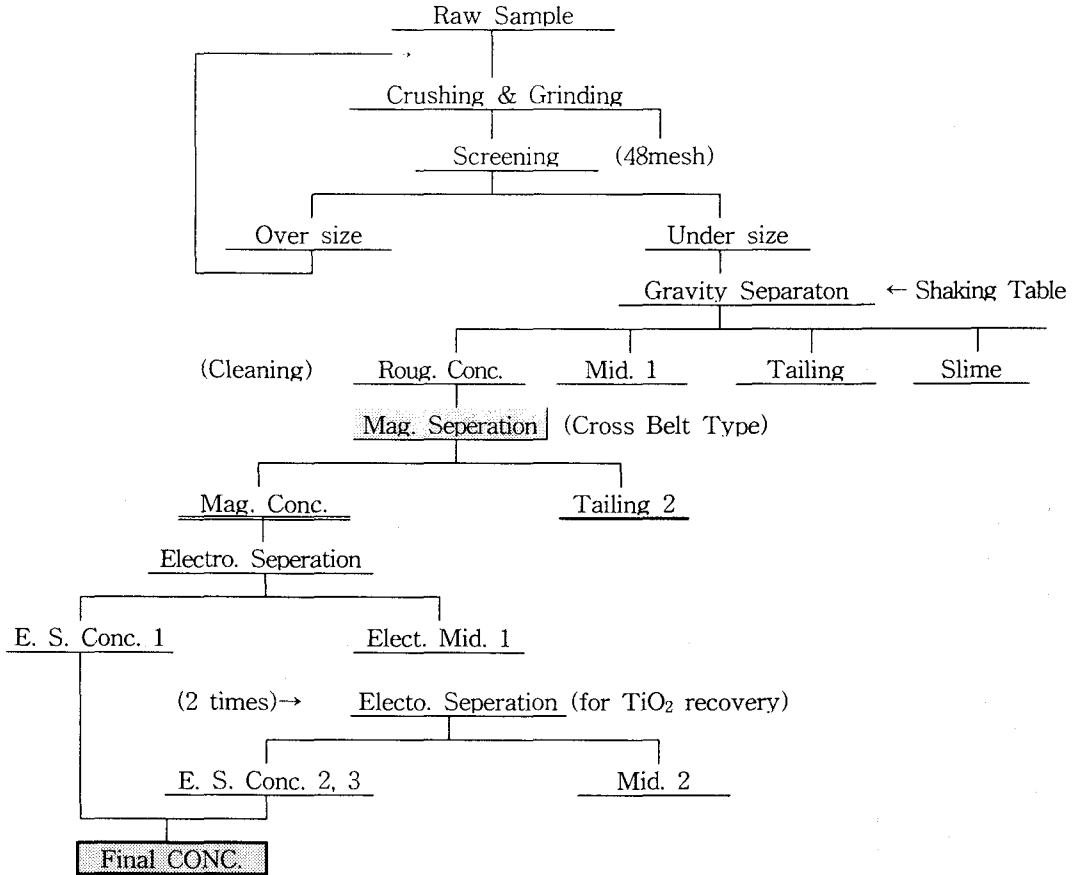 Raw Sample
→
Crushing & Grinding
Screening (48mesh)
Over size Under size
Gravity Separaton ← Shaking Table
(Cleaning) Roug. Conc. Mid. 1 Tailing Slime
Mag. Seperation (Cross Belt Type)
Mag. Conc. Tailing 2
Electro. Seperation
E. S. Conc. 1 Elect. Mid. 1
(2 times)→ Electo. Seperation (for TiO₂ recovery)
E. S. Conc. 2, 3 Mid. 2
Final CONC.